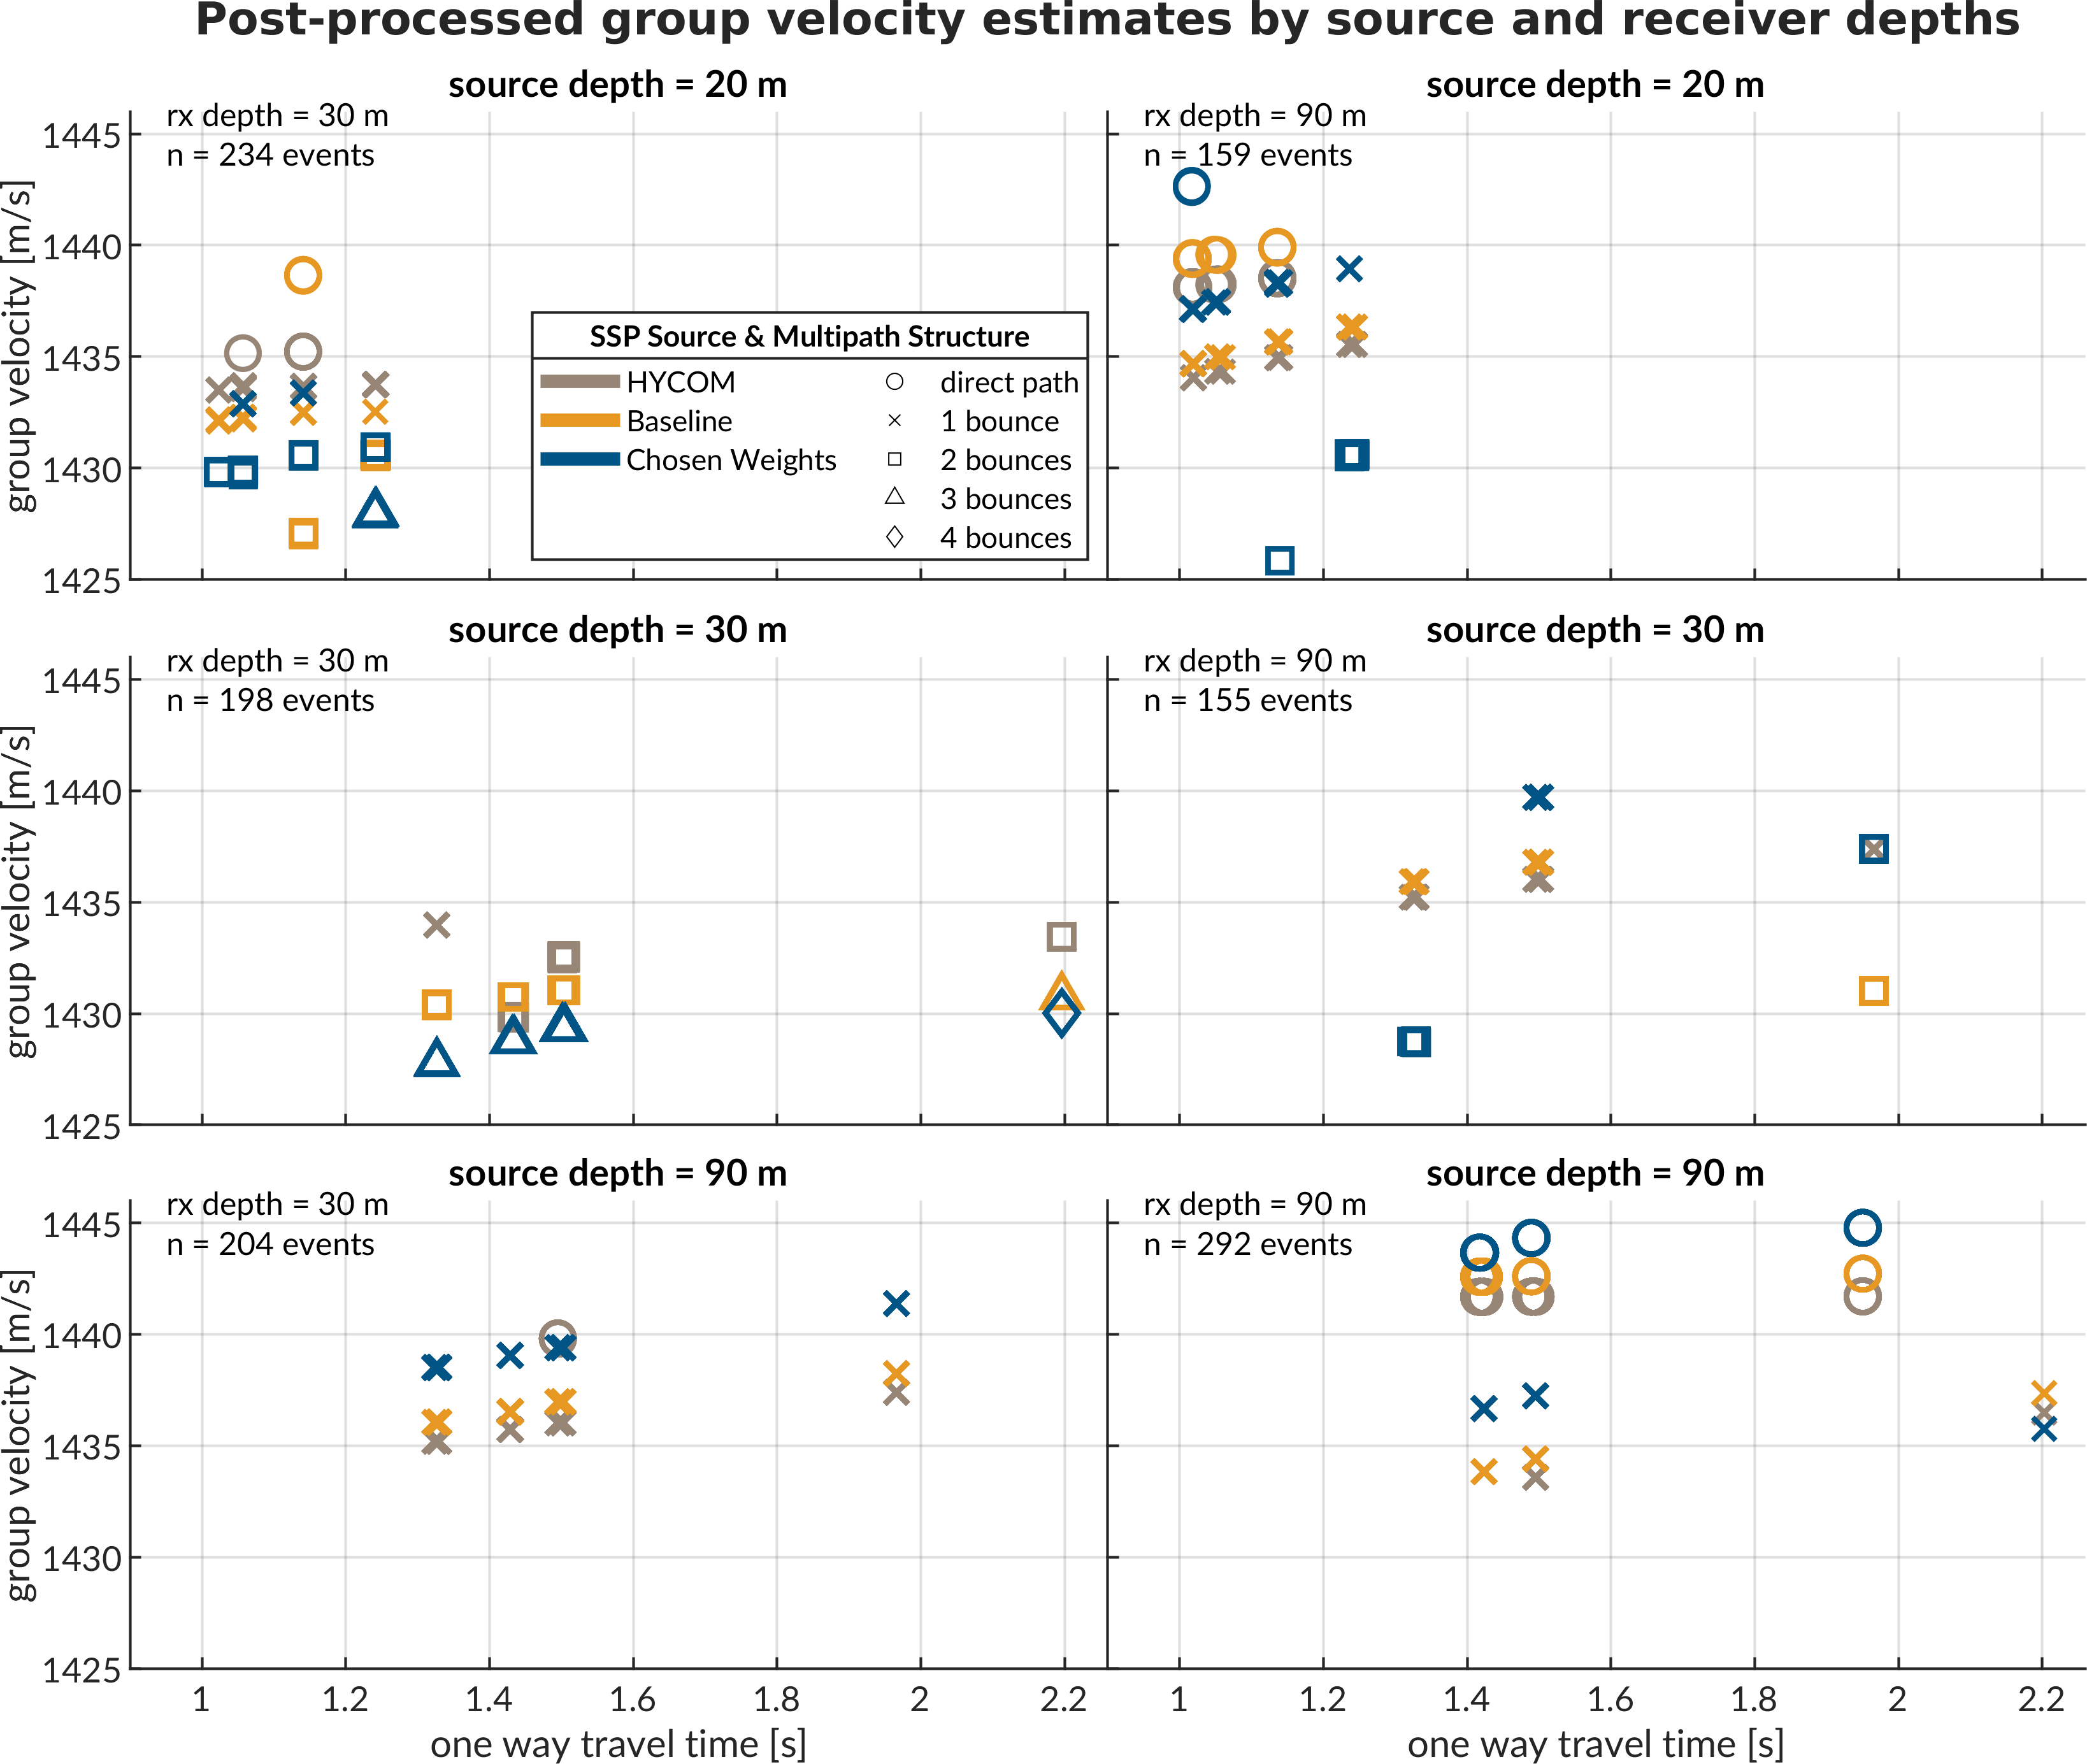 Post-processed group velocity estimates by source and receiver depths
source depth = 20 m
rx depth = 30 m
n = 234 events
group velocity [m/s]
1445
1440
1435
1430
1425
SSP Source & Multipath Structure
HYCOM
Baseline
Chosen Weights
direct path
1 bounce
2 bounces
3 bounces
4 bounces
source depth = 20 m
rx depth = 90 m
n = 159 events
source depth = 30 m
rx depth = 30 m
n = 198 events
group velocity [m/s]
1445
1440
1435
1430
1425
source depth = 30 m
rx depth = 90 m
n = 155 events
source depth = 90 m
rx depth = 30 m
n = 204 events
group velocity [m/s]
1445
1440
1435
1430
1425
1 1.2 1.4 1.6 1.8 2 2.2
one way travel time [s]
source depth = 90 m
rx depth = 90 m
n = 292 events
1 1.2 1.4 1.6 1.8 2 2.2
one way travel time [s]